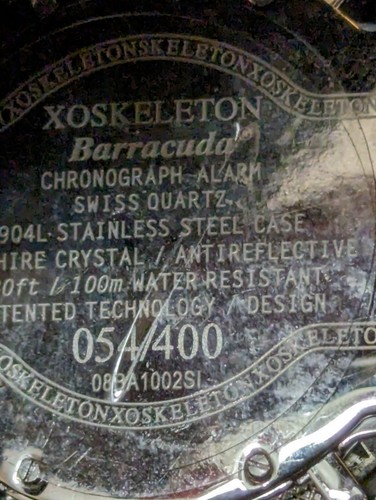 XOSKELETONSKELETONXOSKELETON
XOSKELETON
Barracuda
CHRONOGRAPH ALARM
SWISS QUARTZ
904L STAINLESS STEEL CASE
HIRE CRYSTAL / ANTIREFLECTIVE
0ft / 100m WATER RESISTANT
TENTED TECHNOLOGY / DESIGN
054/400
XOSKELETONXOSKELETONXOSKELETON